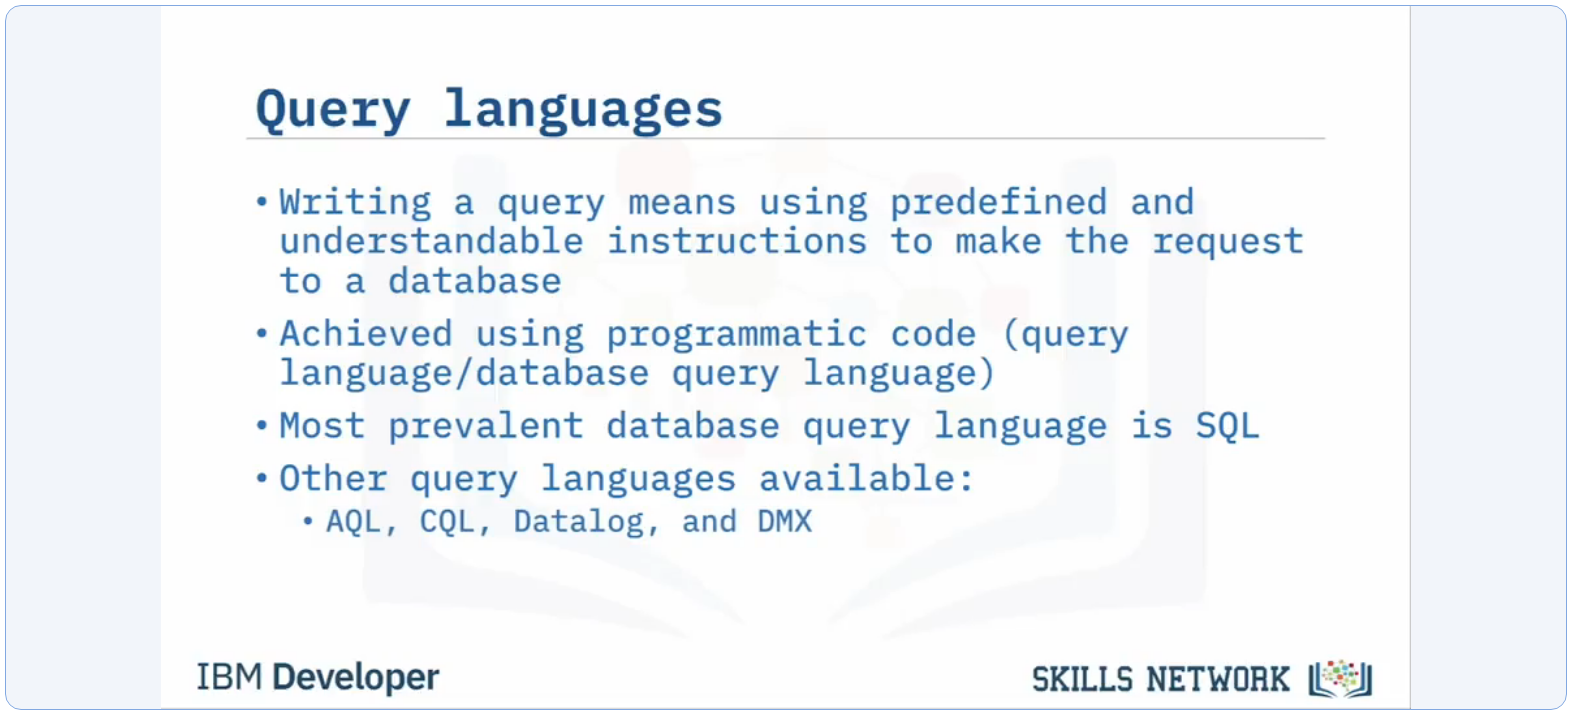 Query languages
• Writing a query means using predefined and
understandable instructions to make the request
to a database
• Achieved using programmatic code (query
language/database query language)
• Most prevalent database query language is SQL
• Other query languages available:
• AQL, CQL, Datalog, and DMX
IBM Developer
SKILLS NETWORK